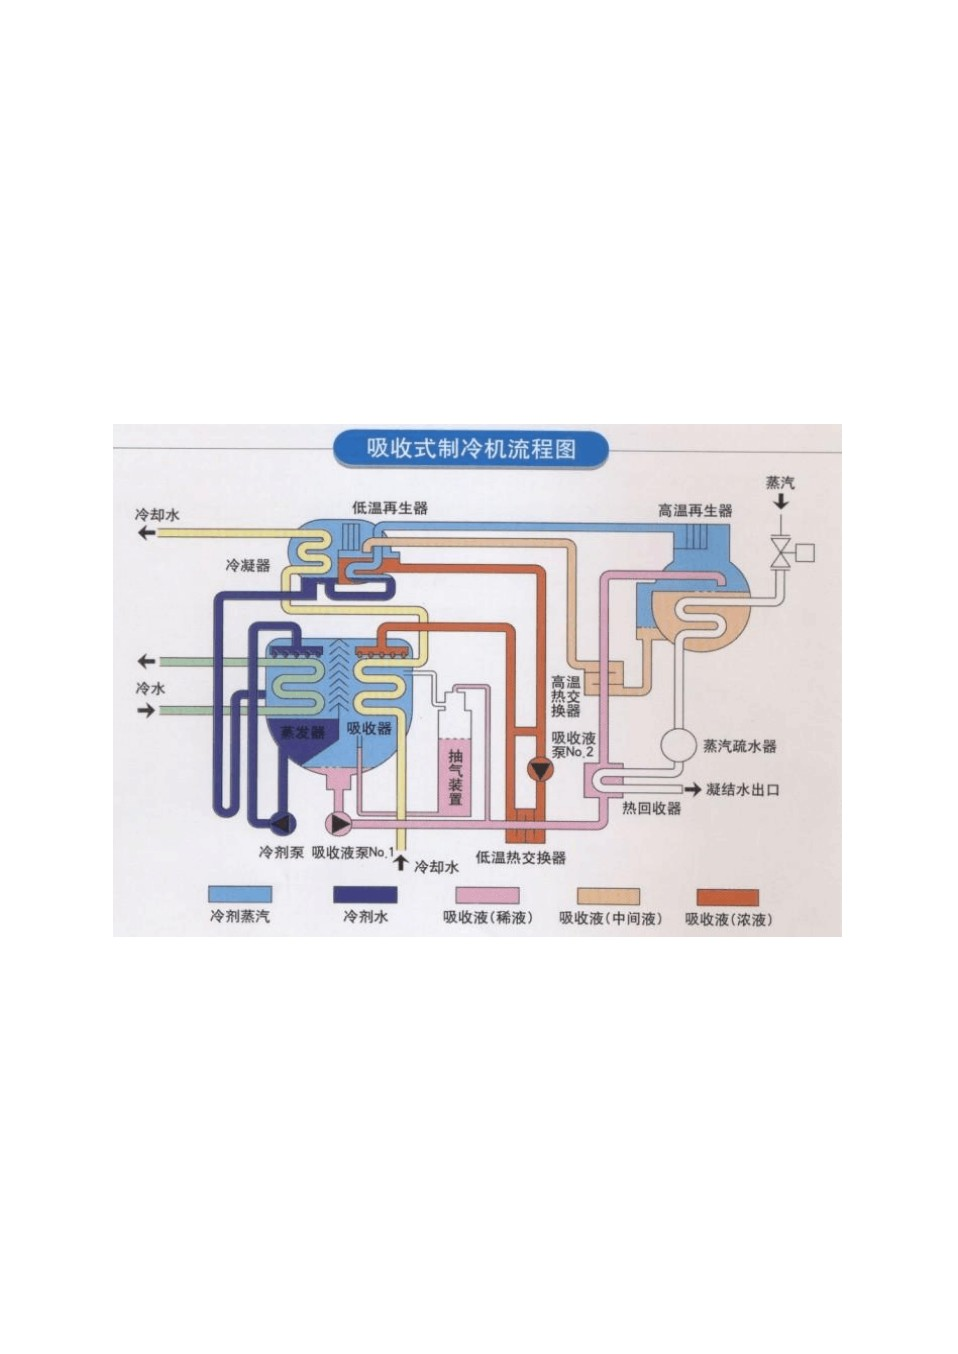 吸收式制冷机流程图
蒸汽
低温再生器
高温再生器
冷却水
冷凝器
冷水
高温
热交
换器
蒸发器
吸收器
吸收液
泵No.2
蒸汽疏水器
抽
气
装
置
凝结水出口
热回收器
冷剂泵
吸收液泵No.1
冷却水
低温热交换器
冷剂蒸汽
冷剂水
吸收液(稀液)
吸收液(中间液)
吸收液(浓液)